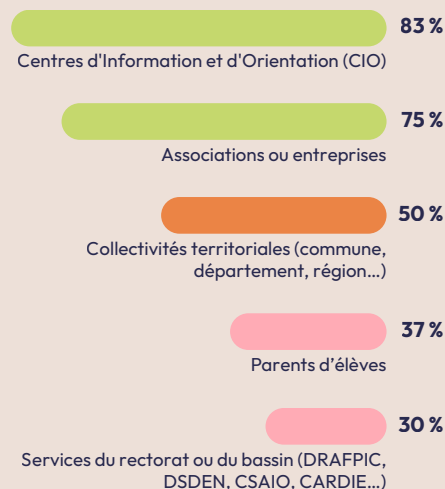 83 %
Centres d'Information et d'Orientation (CIO)
75 %
Associations ou entreprises
50 %
Collectivités territoriales (commune,
département, région...)
37 %
Parents d’élèves
30 %
Services du rectorat ou du bassin (DRAFPIC,
DSDEN, CSAIO, CARDIE...)